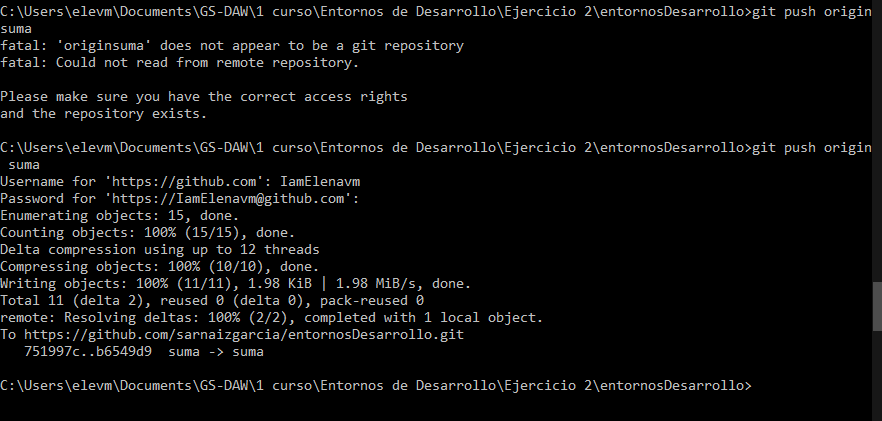 C:\Users\elevm\Documents\GS-DAW\1 curso\Entornos de Desarrollo\Ejercicio 2\entornosDesarrollo>git push origin
suma
fatal: 'originsuma' does not appear to be a git repository
fatal: Could not read from remote repository.
Please make sure you have the correct access rights
and the repository exists.
C:\Users\elevm\Documents\GS-DAW\1 curso\Entornos de Desarrollo\Ejercicio 2\entornosDesarrollo>git push origin
 suma
Username for 'https://github.com': IamElenavm
Password for 'https://IamElenavm@github.com':
Enumerating objects: 15, done.
Counting objects: 100% (15/15), done.
Delta compression using up to 12 threads
Compressing objects: 100% (10/10), done.
Writing objects: 100% (11/11), 1.98 KiB | 1.98 MiB/s, done.
Total 11 (delta 2), reused 0 (delta 0), pack-reused 0
remote: Resolving deltas: 100% (2/2), completed with 1 local object.
To https://github.com/sarnaizgarcia/entornosDesarrollo.git
   751997c..b6549d9  suma -> suma
C:\Users\elevm\Documents\GS-DAW\1 curso\Entornos de Desarrollo\Ejercicio 2\entornosDesarrollo>